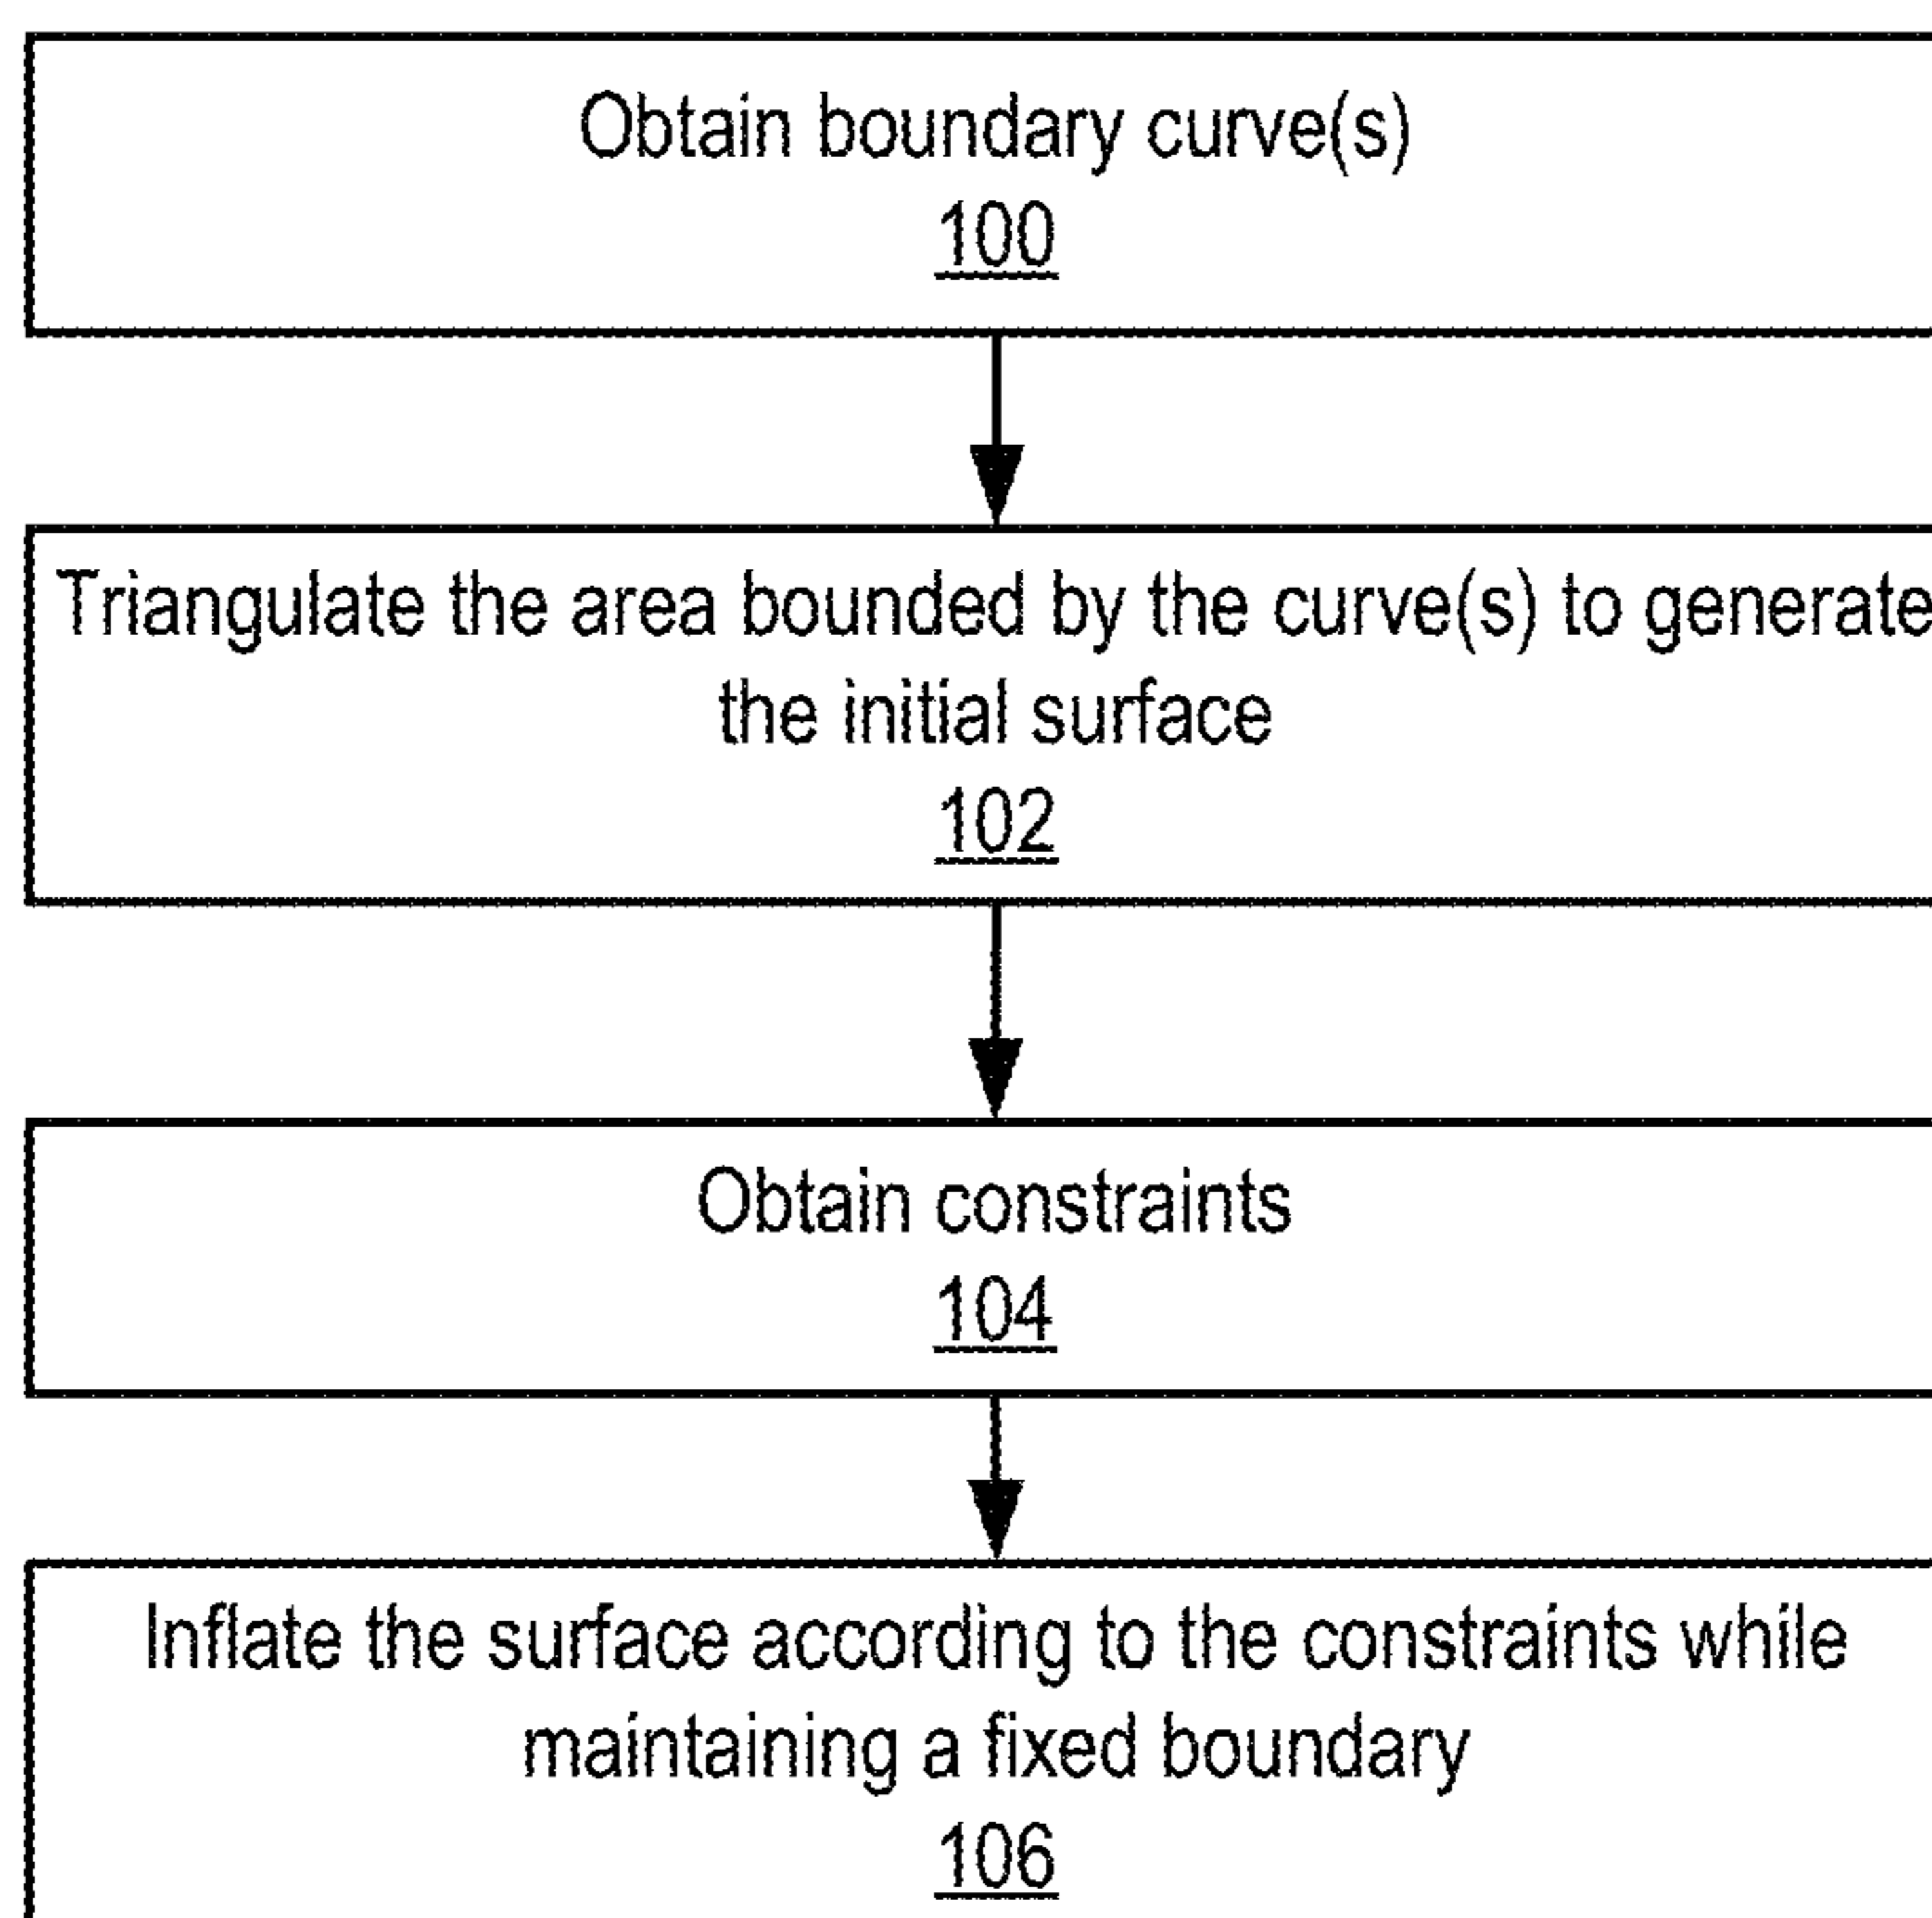 Obtain boundary curve(s)
100
Triangulate the area bounded by the curve(s) to generate
the initial surface
102
Obtain constraints
104
Inflate the surface according to the constraints while
maintaining a fixed boundary
106